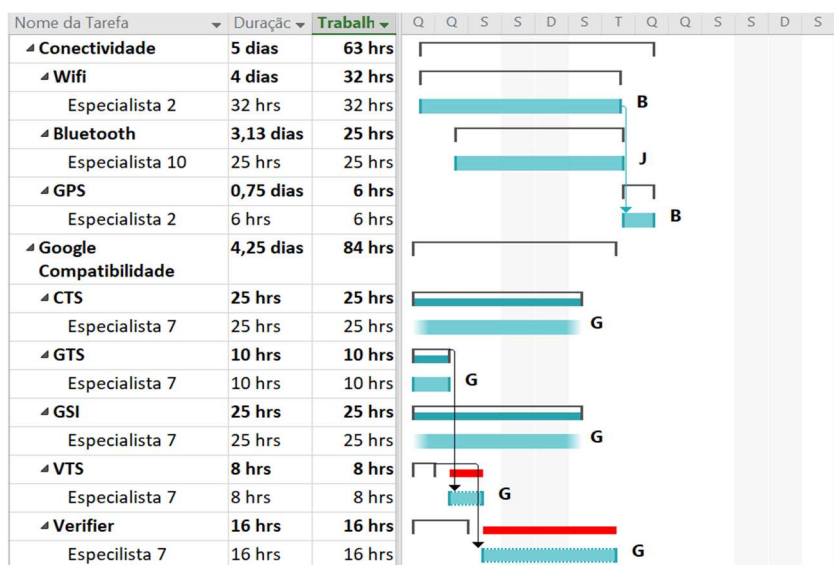 Nome da Tarefa Duração Trabalh Q Q S S D S T Q Q S S D S
Conectividade 5 dias 63 hrs
Wifi 4 dias 32 hrs
Especialista 2 32 hrs 32 hrs B
Bluetooth 3,13 dias 25 hrs
Especialista 10 25 hrs 25 hrs J
GPS 0,75 dias 6 hrs
Especialista 2 6 hrs 6 hrs B
Google 4,25 dias 84 hrs
Compatibilidade
CTS 25 hrs 25 hrs
Especialista 7 25 hrs 25 hrs G
GTS 10 hrs 10 hrs
Especialista 7 10 hrs 10 hrs G
GSI 25 hrs 25 hrs
Especialista 7 25 hrs 25 hrs G
VTS 8 hrs 8 hrs
Especialista 7 8 hrs 8 hrs G
Verifier 16 hrs 16 hrs
Especilista 7 16 hrs 16 hrs G